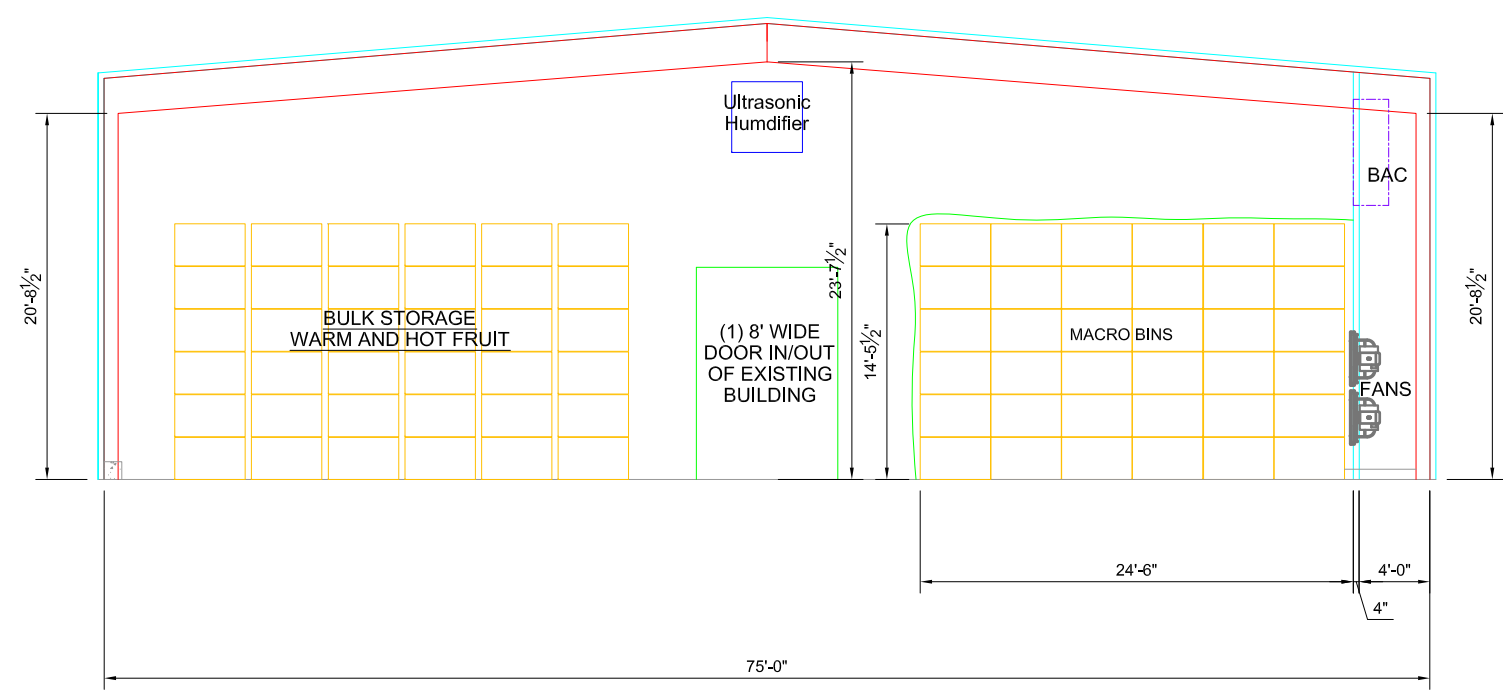 Ultrasonic
Humdifier
BAC
20'-8½"
23'-7½"
20'-8½"
BULK STORAGE
WARM AND HOT FRUIT
(1) 8' WIDE
DOOR IN/OUT
OF EXISTING
BUILDING
14'-5½"
MACRO BINS
FANS
24'-6"
4'-0"
4"
75'-0"